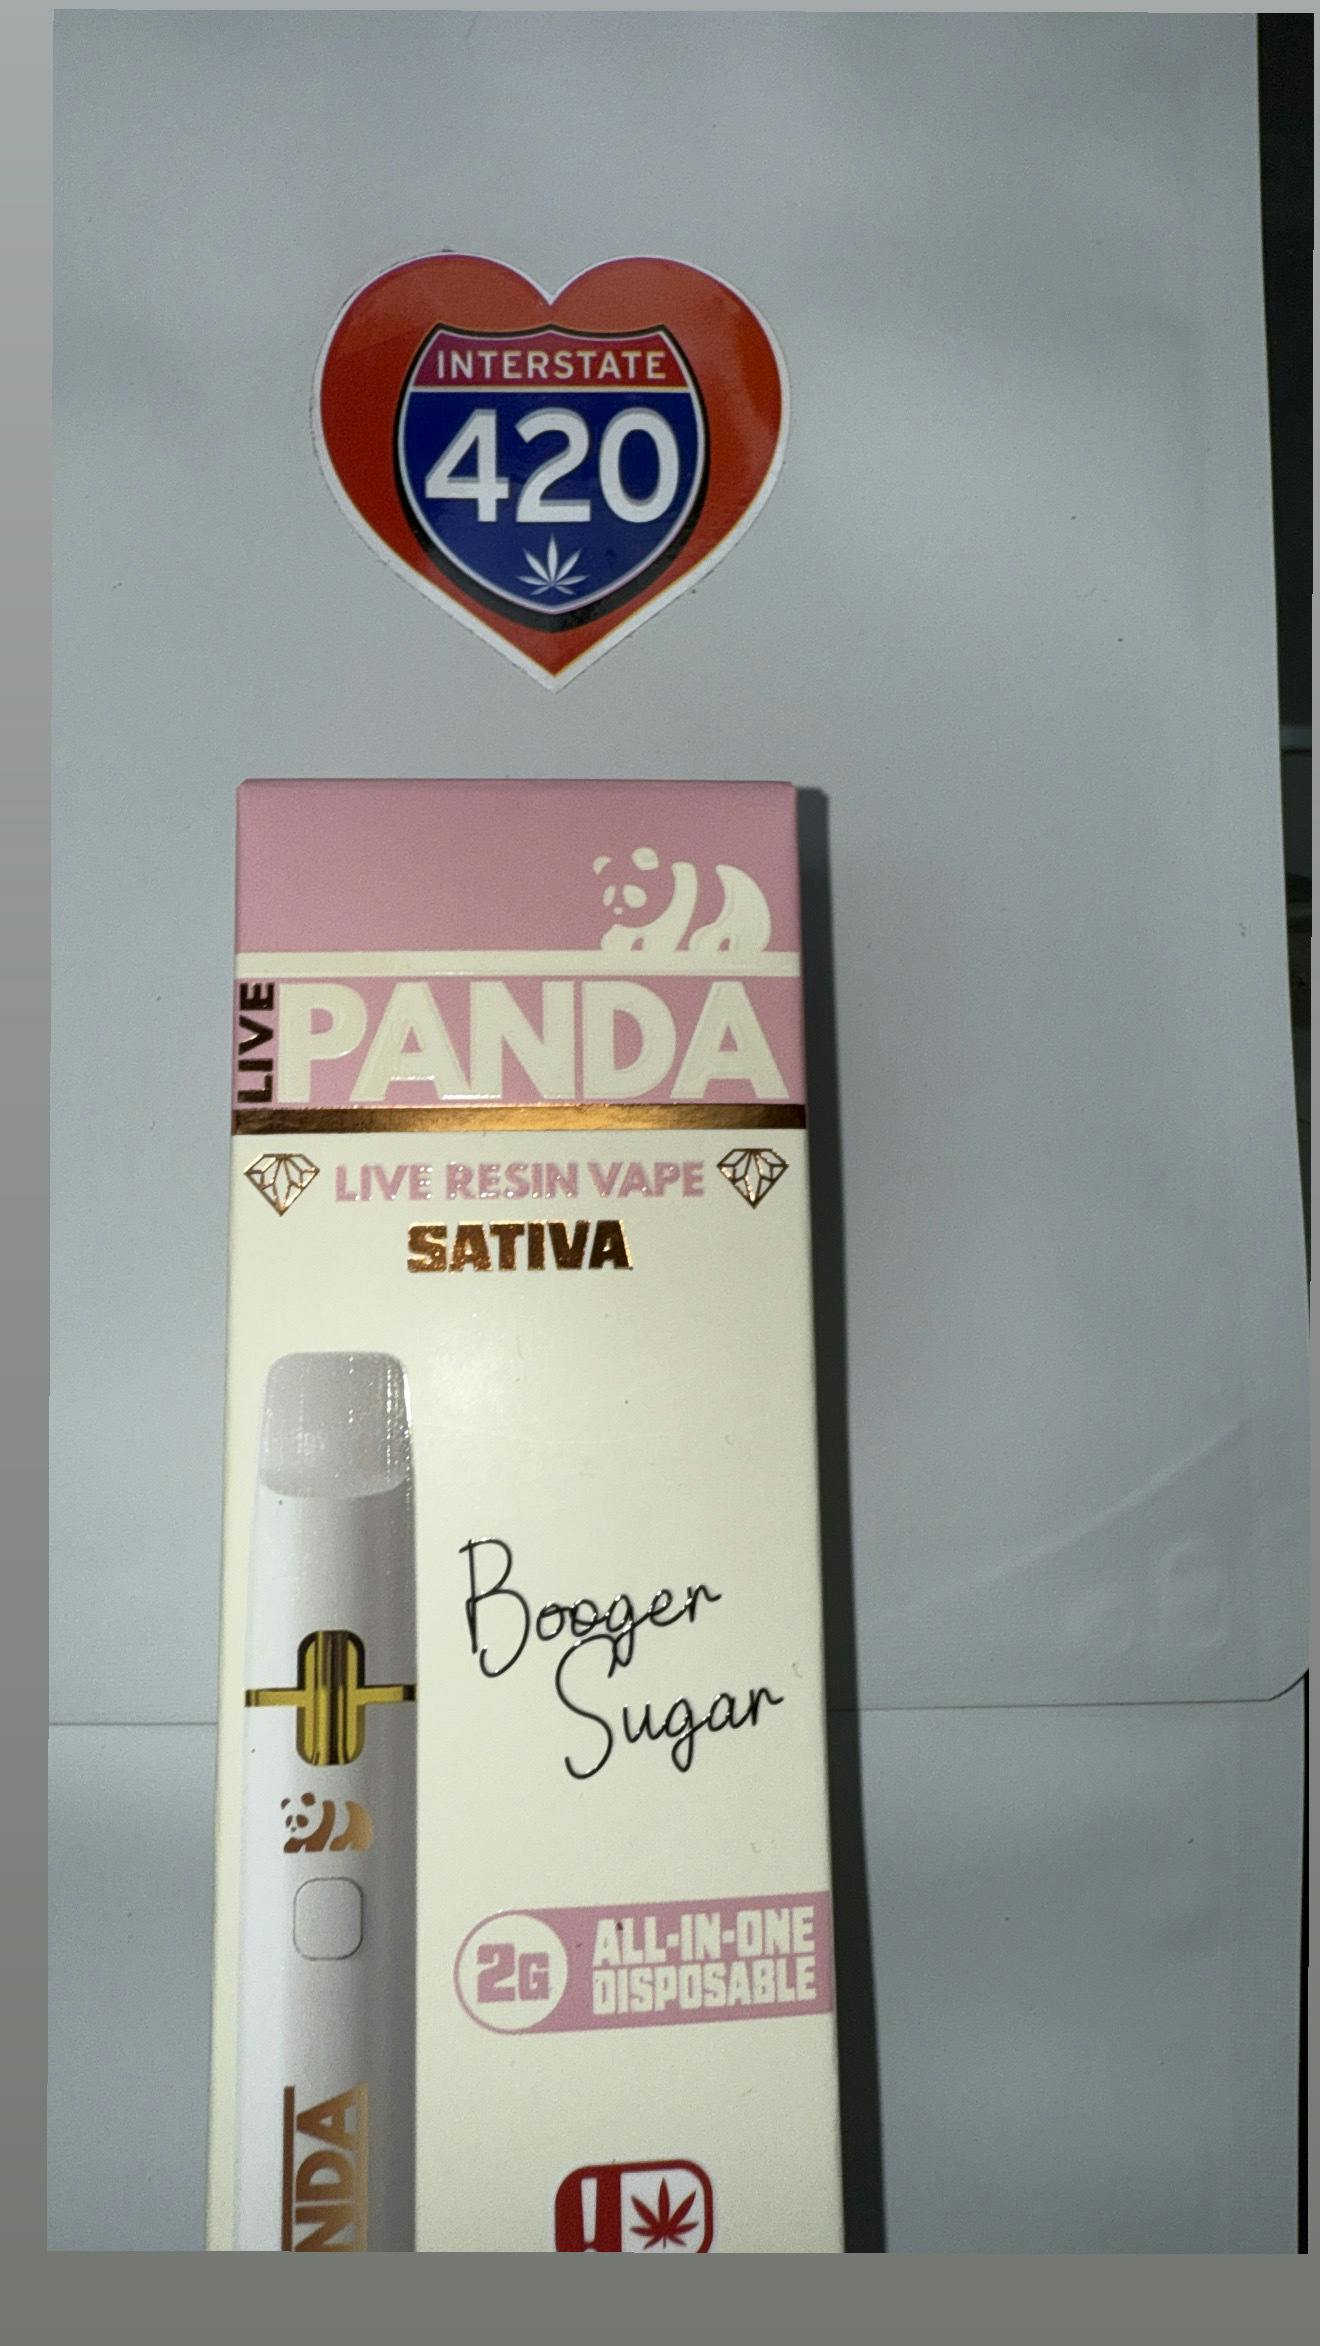 INTERSTATE
420
LIVE
PANDA
LIVE RESIN VAPE
SATIVA
Booger
Sugar
2G
ALL-IN-ONE
DISPOSABLE
NDA
!